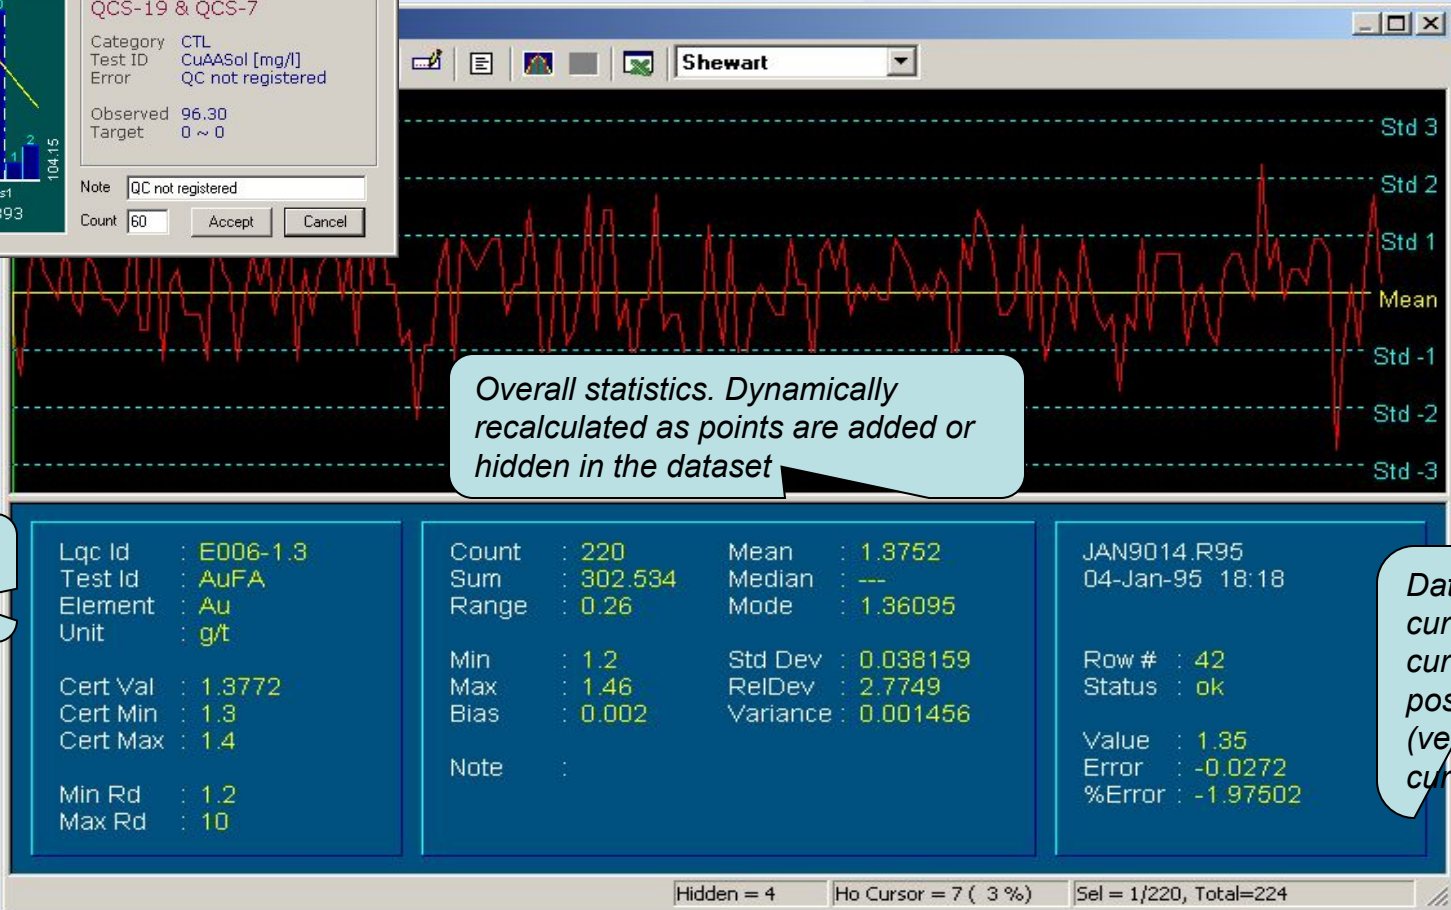 QCS-19 & QCS-7
Category CTL
Test ID CuAASol [mg/l]
Error QC not registered
Observed 96.30
Target 0 ~ 0
Note QC not registered
Count 60 Accept Cancel
1 2
104.15
Shewart
Std 3
Std 2
Std 1
Mean
Std -1
Std -2
Std -3
Overall statistics. Dynamically
recalculated as points are added or
hidden in the dataset
Lqc Id : E006-1.3
Test Id : AuFA
Element : Au
Unit : g/t
Cert Val : 1.3772
Cert Min : 1.3
Cert Max : 1.4
Min Rd : 1.2
Max Rd : 10
Count : 220 Mean : 1.3752
Sum : 302.534 Median : ---
Range : 0.26 Mode : 1.36095
Min : 1.2 Std Dev : 0.038159
Max : 1.46 RelDev : 2.7749
Bias : 0.002 Variance : 0.001456
Note :
JAN9014.R95
04-Jan-95 18:18
Row # : 42
Status : ok
Value : 1.35
Error : -0.0272
%Error : -1.97502
Hidden = 4 Ho Cursor = 7 ( 3 %) Sel = 1/220, Total=224